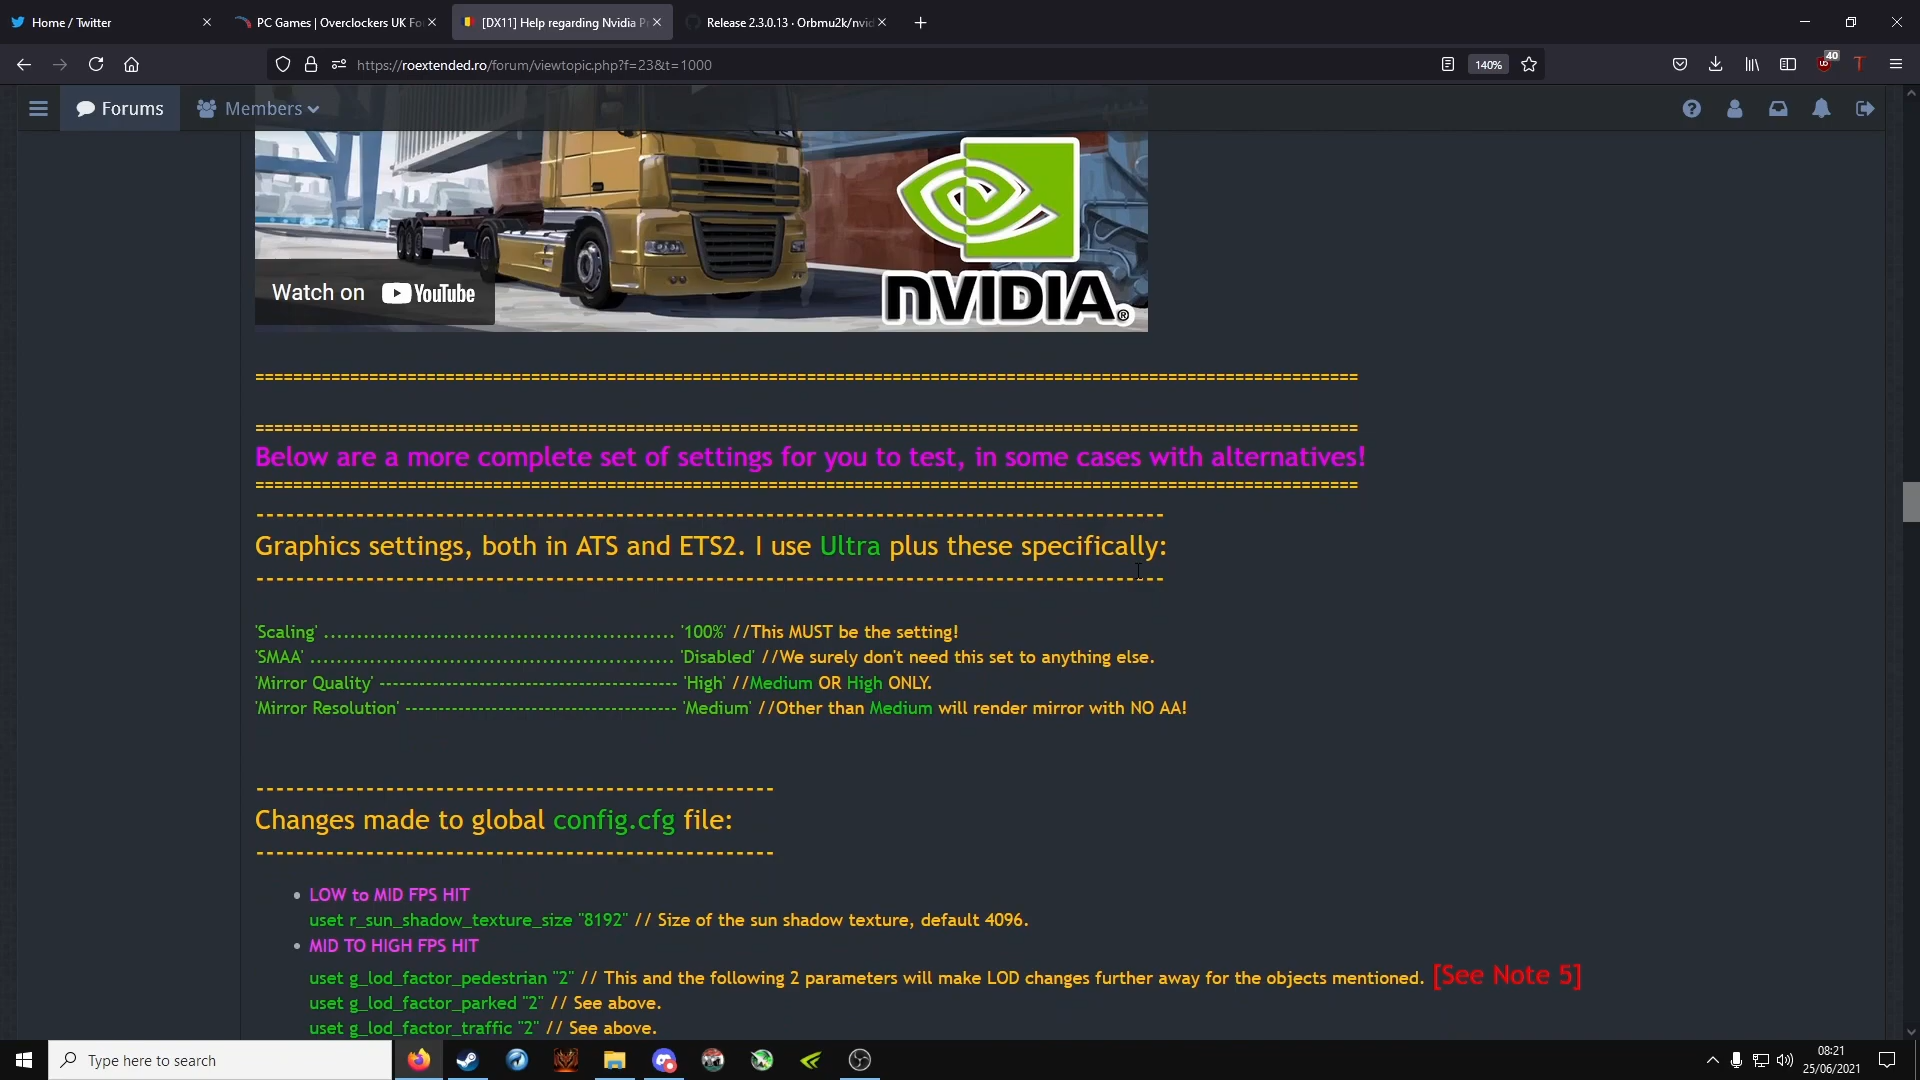 Home / Twitter
PC Games | Overclockers UK Fo
[DX11] Help regarding Nvidia P
Release 2.3.0.13 · Orbmu2k/nvid
https://roextended.ro/forum/viewtopic.php?f=23&t=1000
140%
40
Forums
Members
Watch on YouTube
NVIDIA®
====================================================================================================
====================================================================================================
Below are a more complete set of settings for you to test, in some cases with alternatives!
====================================================================================================
------------------------------------------------------------------------------------------
Graphics settings, both in ATS and ETS2. I use Ultra plus these specifically:
------------------------------------------------------------------------------------------
'Scaling' ..................................................... '100%' //This MUST be the setting!
'SMAA' ....................................................... 'Disabled' //We surely don't need this set to anything else.
'Mirror Quality' --------------------------------------------- 'High' //Medium OR High ONLY.
'Mirror Resolution' ----------------------------------------- 'Medium' //Other than Medium will render mirror with NO AA!
---------------------------------------------------
Changes made to global config.cfg file:
---------------------------------------------------
• LOW to MID FPS HIT
uset r_sun_shadow_texture_size "8192" // Size of the sun shadow texture, default 4096.
• MID TO HIGH FPS HIT
uset g_lod_factor_pedestrian "2" // This and the following 2 parameters will make LOD changes further away for the objects mentioned. [See Note 5]
uset g_lod_factor_parked "2" // See above.
uset g_lod_factor_traffic "2" // See above.
Type here to search
08:21
25/06/2021